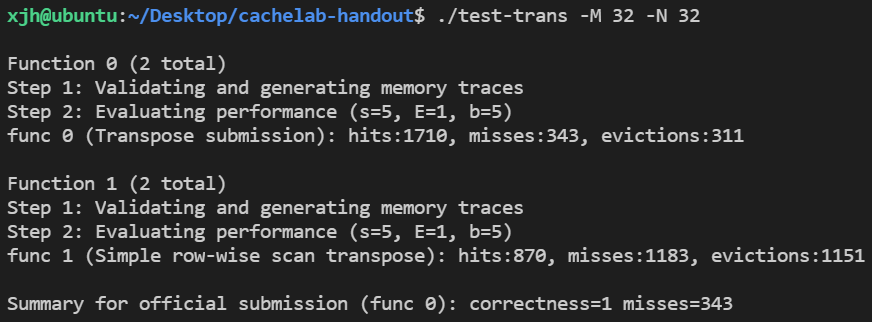 xjh@ubuntu:~/Desktop/cachelab-handout$ ./test-trans -M 32 -N 32
Function 0 (2 total)
Step 1: Validating and generating memory traces
Step 2: Evaluating performance (s=5, E=1, b=5)
func 0 (Transpose submission): hits:1710, misses:343, evictions:311
Function 1 (2 total)
Step 1: Validating and generating memory traces
Step 2: Evaluating performance (s=5, E=1, b=5)
func 1 (Simple row-wise scan transpose): hits:870, misses:1183, evictions:1151
Summary for official submission (func 0): correctness=1 misses=343